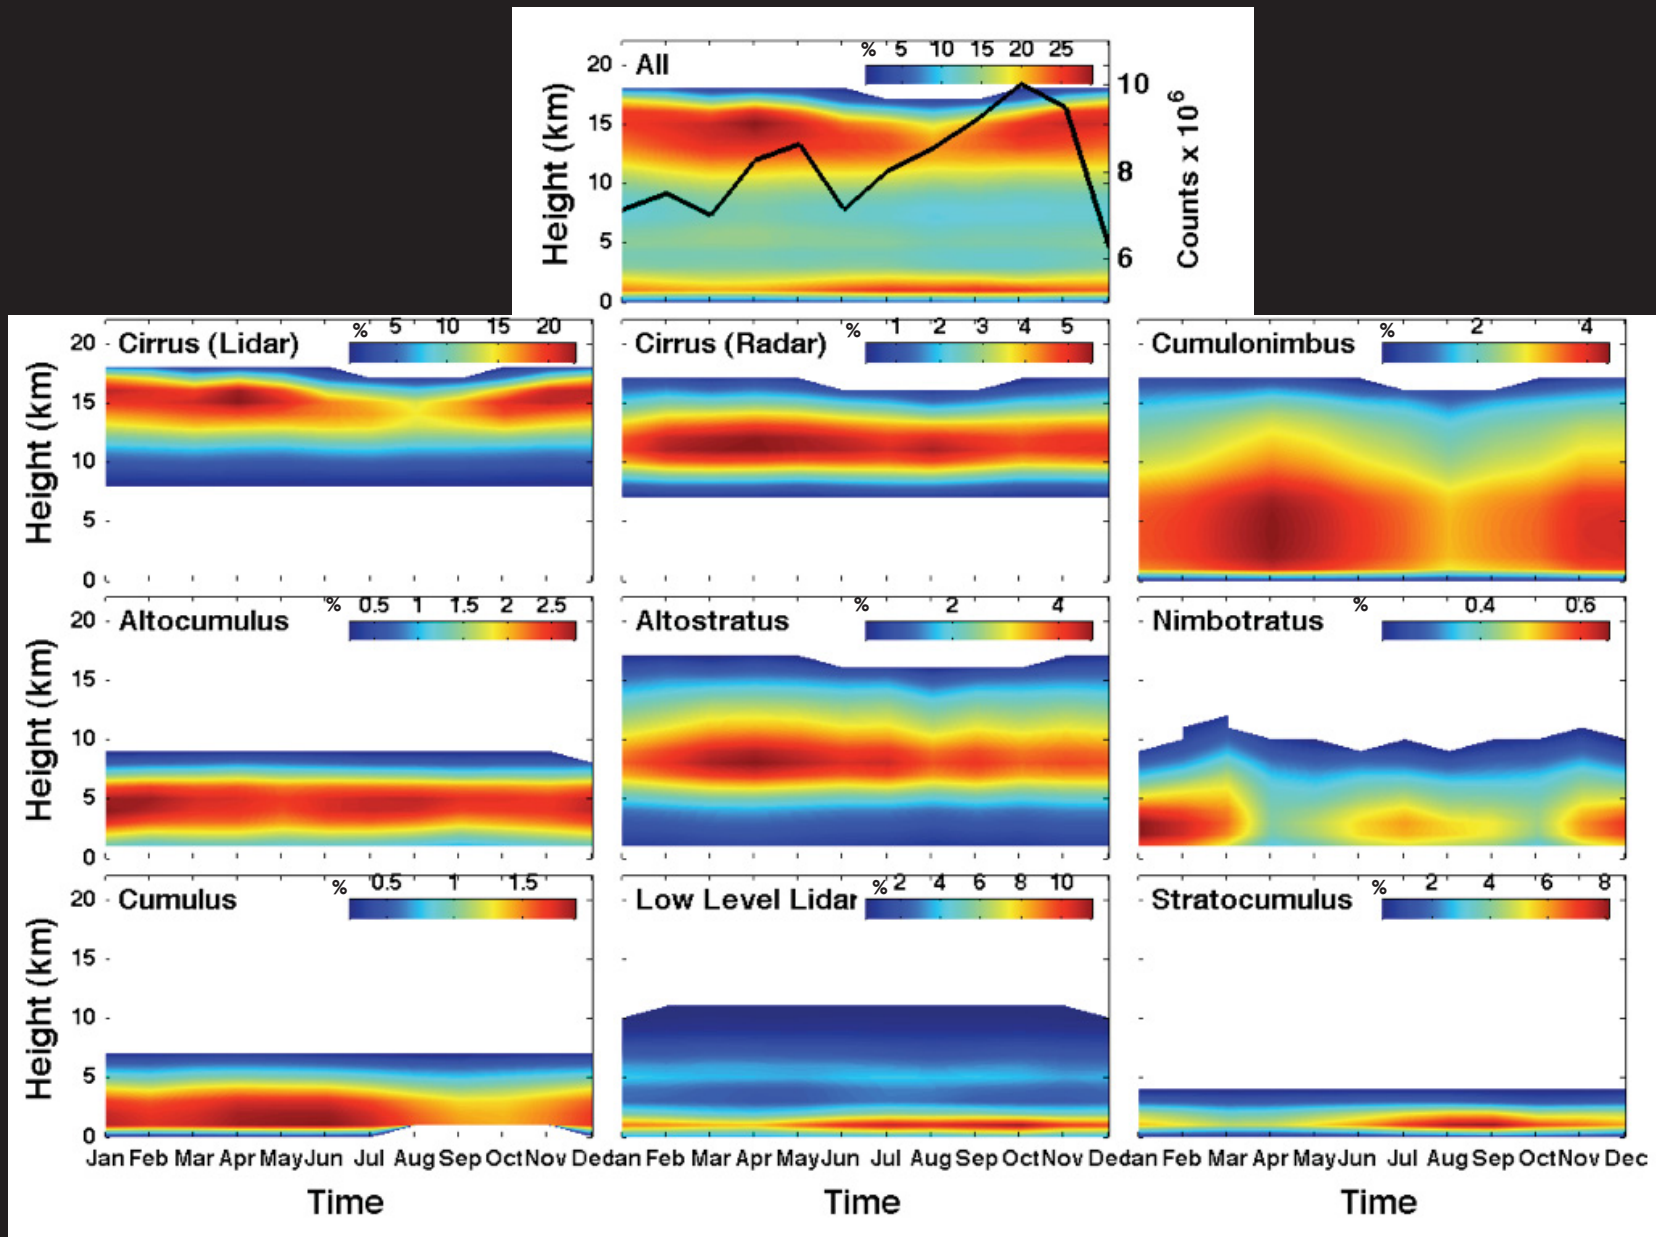 % 5 10 15 20 25
All
20
15
10
5
0
Height (km)
10
8
6
Counts x 10⁶
Cirrus (Lidar)
% 5 10 15 20
20
15
10
5
0
Height (km)
Cirrus (Radar)
% 1 2 3 4 5
Cumulonimbus
% 2 4
Altocumulus
% 0.5 1 1.5 2 2.5
20
15
10
5
0
Height (km)
Altostratus
% 2 4
Nimbotratus
% 0.4 0.6
Cumulus
% 0.5 1 1.5
20
15
10
5
0
Height (km)
Low Level Lidar
% 2 4 6 8 10
Stratocumulus
% 2 4 6 8
Jan Feb Mar Apr May Jun Jul Aug Sep Oct Nov Dec
Jan Feb Mar Apr May Jun Jul Aug Sep Oct Nov Dec
Jan Feb Mar Apr May Jun Jul Aug Sep Oct Nov Dec
Time
Time
Time